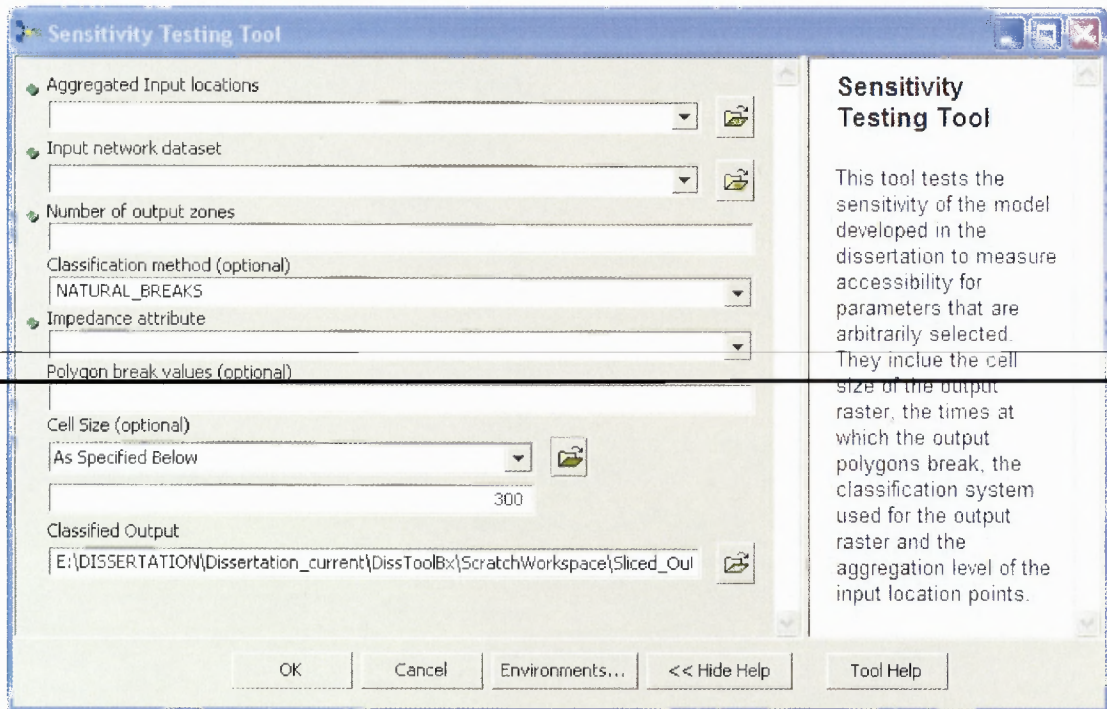 Sensitivity Testing Tool
Aggregated Input locations
Input network dataset
Number of output zones
Classification method (optional)
NATURAL_BREAKS
Impedance attribute
Polygon break values (optional)
Cell Size (optional)
As Specified Below
300
Classified Output
E:\DISSERTATION\Dissertation_current\DissToolBx\ScratchWorkspace\Sliced_Out
OK
Cancel
Environments...
<< Hide Help
Tool Help
Sensitivity
Testing Tool
This tool tests the
sensitivity of the model
developed in the
dissertation to measure
accessibility for
parameters that are
arbitrarily selected.
They inclue the cell
size of the output
raster, the times at
which the output
polygons break, the
classification system
used for the output
raster and the
aggregation level of the
input location points.